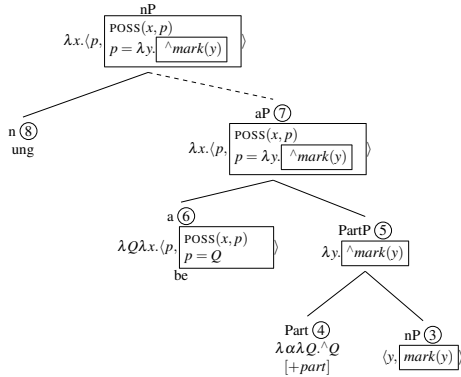 nP
λx.⟨p, POSS(x, p)
p = λy. ^mark(y) ⟩
n ⑧
ung
aP ⑦
λx.⟨p, POSS(x, p)
p = λy. ^mark(y) ⟩
a ⑥
λQλx.⟨p, POSS(x, p)
p = Q ⟩
be
PartP ⑤
λy. ^mark(y)
Part ④
λαλQ.^Q
[+part]
nP ③
⟨y, mark(y)⟩